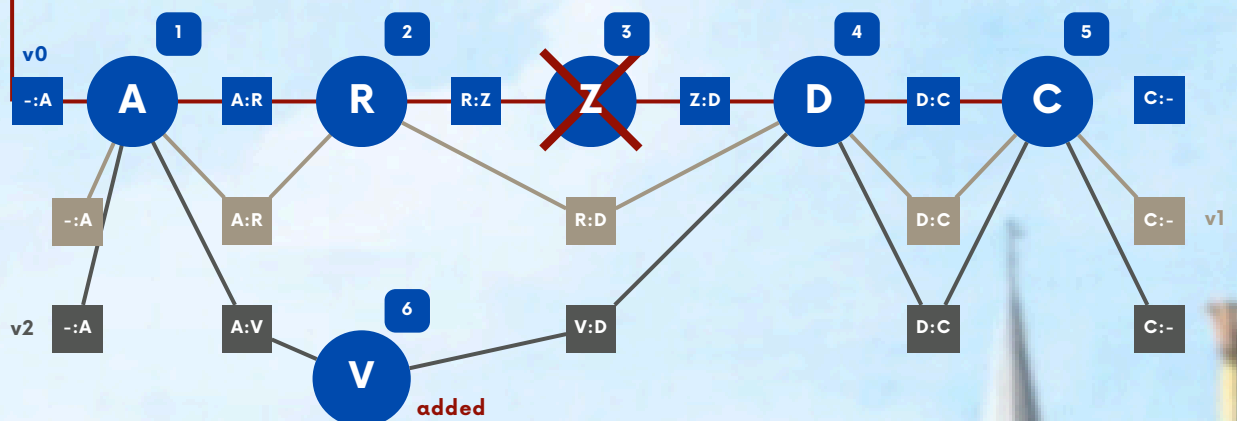 1 2 3 4 5
v0
-:A A A:R R R:Z Z Z:D D D:C C C:-
-:A A:R R:D D:C C:- v1
6
v2 -:A A:V V:D D:C C:-
V
added